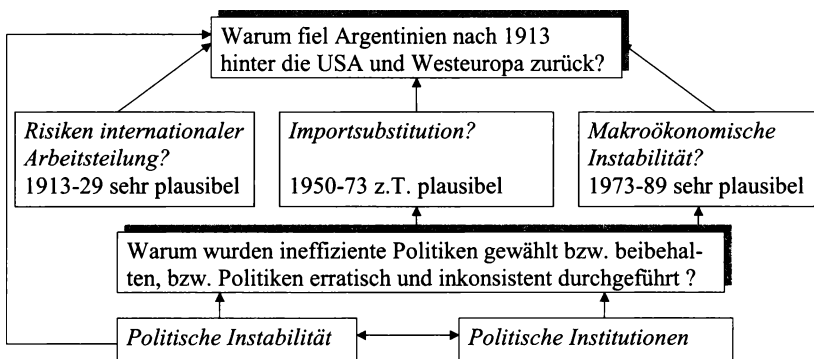 Warum fiel Argentinien nach 1913
hinter die USA und Westeuropa zurück?
Risiken internationaler
Arbeitsteilung?
1913-29 sehr plausibel
Importsubstitution?
1950-73 z.T. plausibel
Makroökonomische
Instabilität?
1973-89 sehr plausibel
Warum wurden ineffiziente Politiken gewählt bzw. beibehal-
ten, bzw. Politiken erratisch und inkonsistent durchgeführt ?
Politische Instabilität
Politische Institutionen